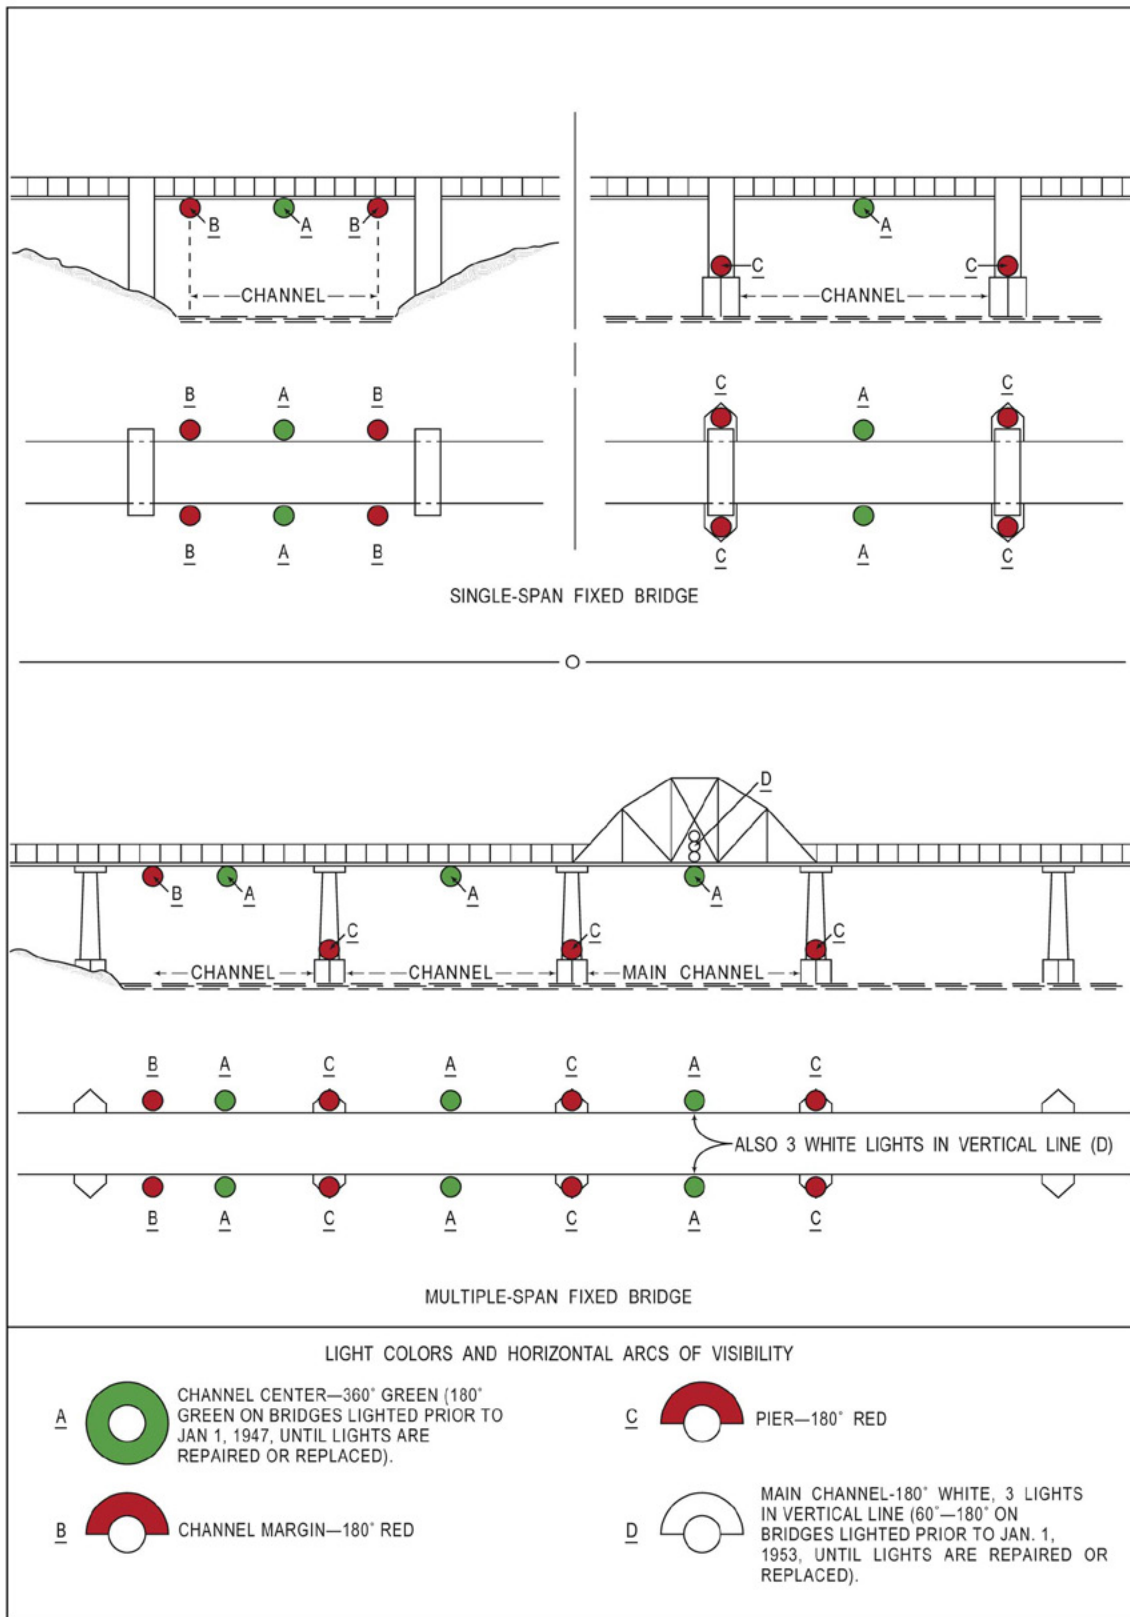 B A B
A
C C
CHANNEL
CHANNEL
B A B
C A C
B A B
C A C
SINGLE-SPAN FIXED BRIDGE
D
B A A A
C C C
CHANNEL CHANNEL MAIN CHANNEL
B A C A C A C
ALSO 3 WHITE LIGHTS IN VERTICAL LINE (D)
B A C A C A C
MULTIPLE-SPAN FIXED BRIDGE
LIGHT COLORS AND HORIZONTAL ARCS OF VISIBILITY
A
CHANNEL CENTER—360° GREEN (180°
GREEN ON BRIDGES LIGHTED PRIOR TO
JAN 1, 1947, UNTIL LIGHTS ARE
REPAIRED OR REPLACED).
B
CHANNEL MARGIN—180° RED
C
PIER—180° RED
D
MAIN CHANNEL-180° WHITE, 3 LIGHTS
IN VERTICAL LINE (60°—180° ON
BRIDGES LIGHTED PRIOR TO JAN. 1,
1953, UNTIL LIGHTS ARE REPAIRED OR
REPLACED).